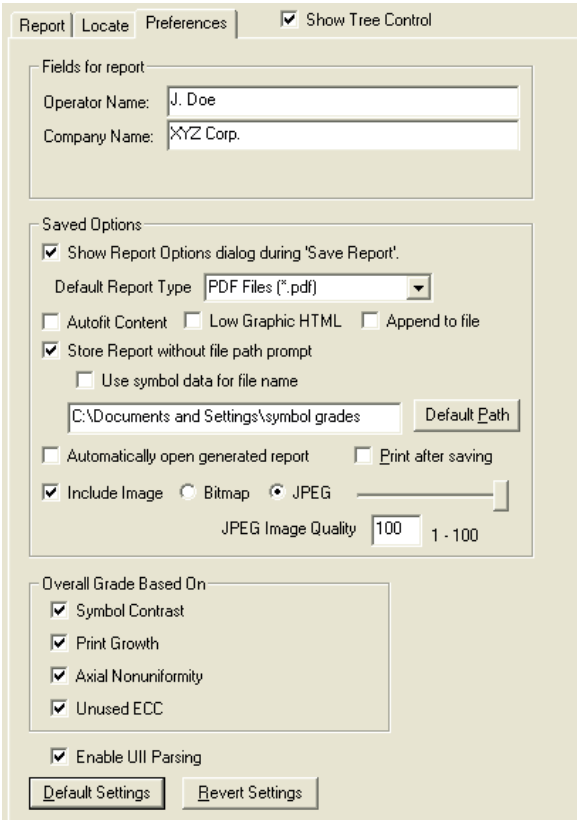 Report Locate Preferences Show Tree Control
Fields for report
Operator Name: J. Doe
Company Name: XYZ Corp.
Saved Options
Show Report Options dialog during 'Save Report'.
Default Report Type PDF Files (*.pdf)
Autofit Content Low Graphic HTML Append to file
Store Report without file path prompt
Use symbol data for file name
C:\Documents and Settings\symbol grades Default Path
Automatically open generated report Print after saving
Include Image Bitmap JPEG
JPEG Image Quality 100 1 - 100
Overall Grade Based On
Symbol Contrast
Print Growth
Axial Nonuniformity
Unused ECC
Enable UII Parsing
Default Settings Revert Settings